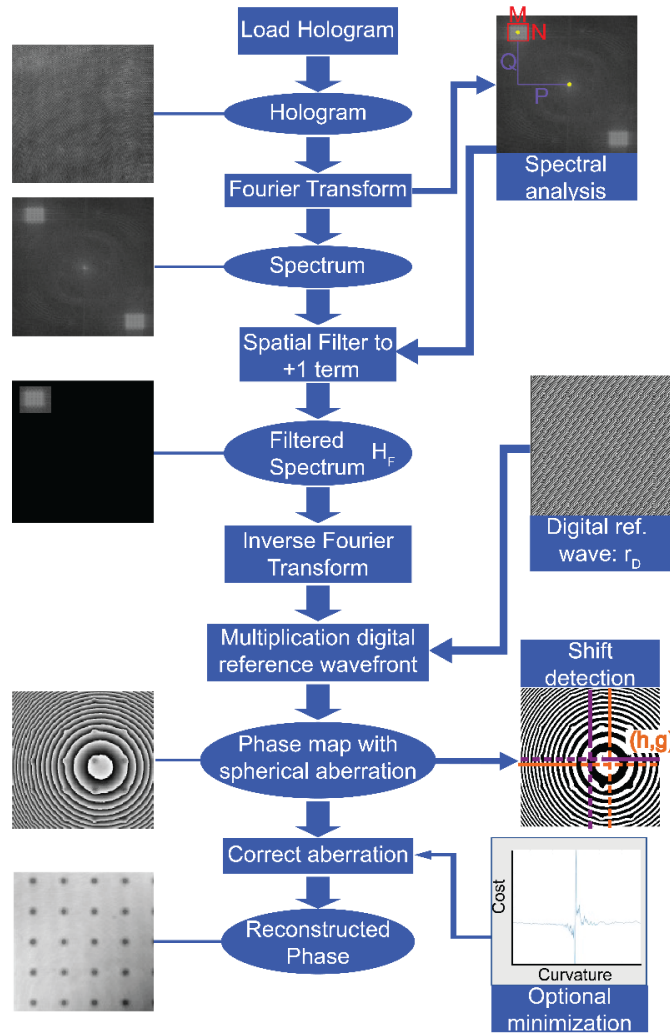 Load Hologram
M
N
Q
P
Hologram
Fourier Transform
Spectral
analysis
Spectrum
Spatial Filter to
+1 term
Filtered
Spectrum H_F
Digital ref.
wave: r_D
Inverse Fourier
Transform
Multiplication digital
reference wavefront
Shift
detection
(h,g)
Phase map with
spherical aberration
Correct aberration
Cost
Curvature
Optional
minimization
Reconstructed
Phase